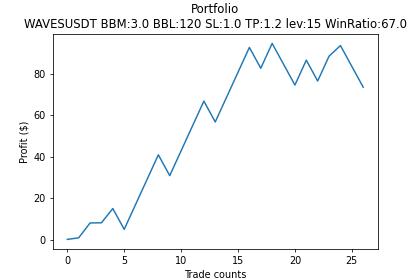 Portfolio
WAVESUSDT BBM:3.0 BBL:120 SL:1.0 TP:1.2 lev:15 WinRatio:67.0
Profit ($)
80
60
40
20
0
0 5 10 15 20 25
Trade counts